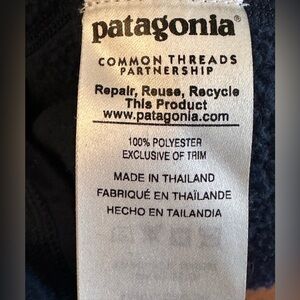 patagonia®
COMMON THREADS
PARTNERSHIP
Repair, Reuse, Recycle
This Product
www.patagonia.com
100% POLYESTER
EXCLUSIVE OF TRIM
MADE IN THAILAND
FABRIQUÉ EN THAÏLANDE
HECHO EN TAILANDIA